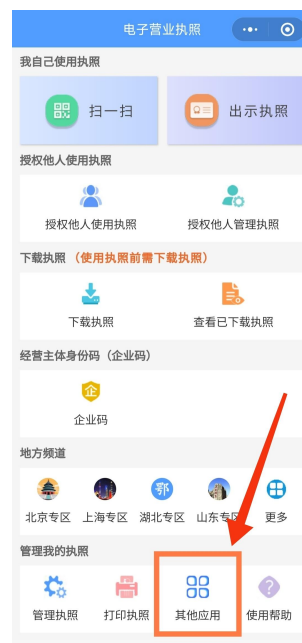 电子营业执照
我自己使用执照
扫一扫 出示执照
授权他人使用执照
授权他人使用执照 授权他人管理执照
下载执照（使用执照前需下载执照）
下载执照 查看已下载执照
经营主体身份码（企业码）
企
企业码
地方频道
鄂
北京专区 上海专区 湖北专区 山东专区 更多
管理我的执照
管理执照 打印执照 其他应用 使用帮助